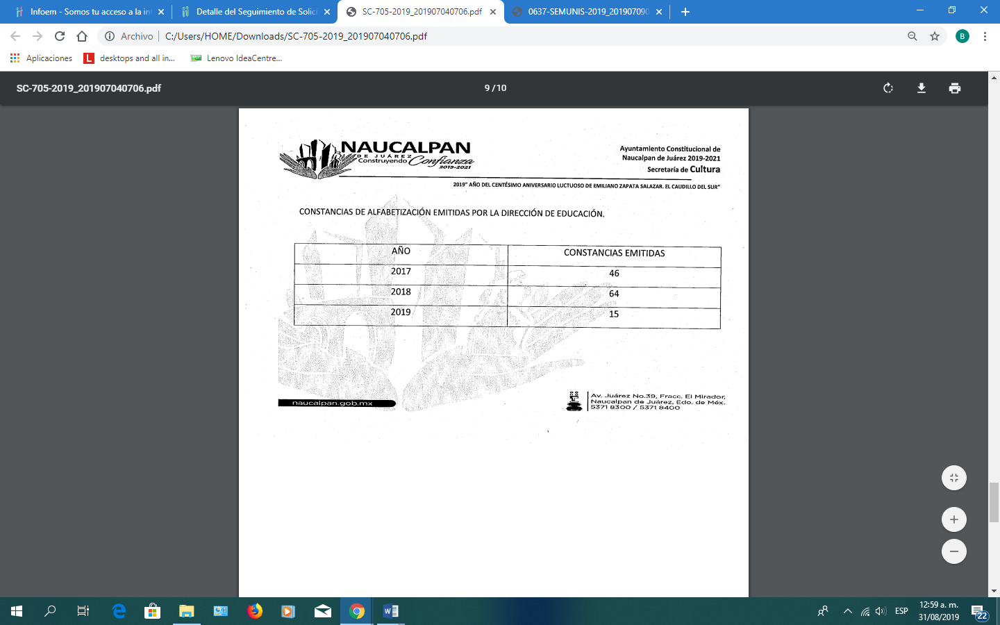 Infoem - Somos tu acceso a la in
Detalle del Seguimiento de Solici
SC-705-2019_201907040706.pdf
0637-SEMUNIS-2019_201907090
Archivo
C:/Users/HOME/Downloads/SC-705-2019_201907040706.pdf
B
Aplicaciones
L
desktops and all in...
Lenovo IdeaCentre...
SC-705-2019_201907040706.pdf
9 / 10
NAUCALPAN
DE JUÁREZ
Construyendo Confianza
2019-2021
Ayuntamiento Constitucional de
Naucalpan de Juárez 2019-2021
Secretaría de Cultura
2019" AÑO DEL CENTÉSIMO ANIVERSARIO LUCTUOSO DE EMILIANO ZAPATA SALAZAR. EL CAUDILLO DEL SUR"
CONSTANCIAS DE ALFABETIZACIÓN EMITIDAS POR LA DIRECCIÓN DE EDUCACIÓN.
AÑO CONSTANCIAS EMITIDAS
2017 46
2018 64
2019 15
naucalpan.gob.mx
Av. Juárez No.39, Fracc. El Mirador,
Naucalpan de Juárez, Edo. de Méx.
5371 8300 / 5371 8400
ESP
12:59 a. m.
31/08/2019
22